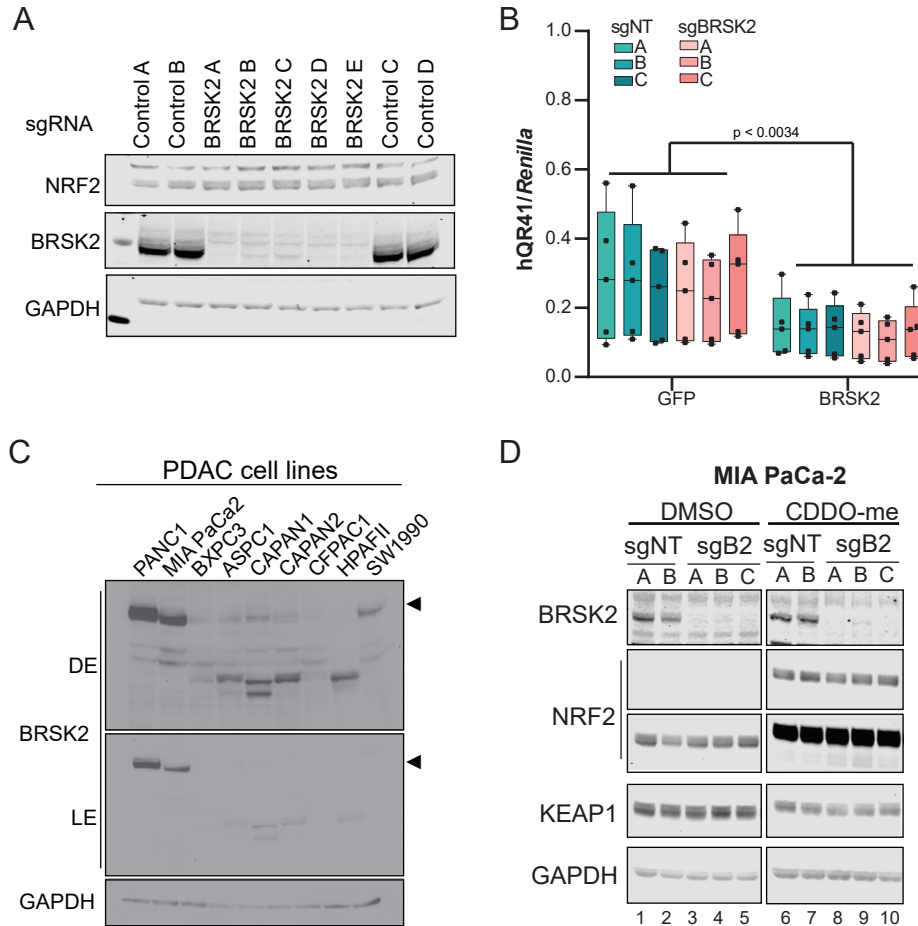 A
sgRNA
Control A
Control B
BRSK2 A
BRSK2 B
BRSK2 C
BRSK2 D
BRSK2 E
Control C
Control D
NRF2
BRSK2
GAPDH
B
hQR41/Renilla
1.0
0.8
0.6
0.4
0.2
0.0
sgNT
A
B
C
sgBRSK2
A
B
C
p < 0.0034
GFP
BRSK2
C
PDAC cell lines
PANC1
MIA PaCa2
BXPC3
ASPC1
CAPAN1
CAPAN2
CFPAC1
HPAFII
SW1990
DE
BRSK2
LE
GAPDH
D
MIA PaCa-2
DMSO CDDO-me
sgNT sgB2 sgNT sgB2
A B A B C A B A B C
BRSK2
NRF2
KEAP1
GAPDH
1 2 3 4 5 6 7 8 9 10